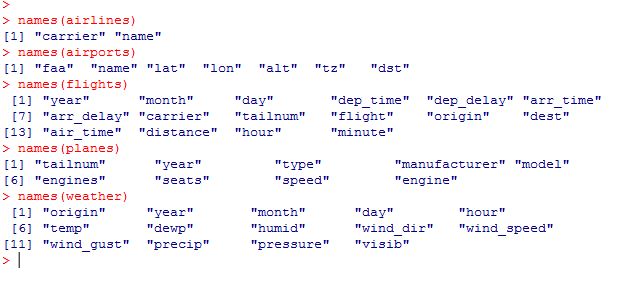 >
> names(airlines)
[1] "carrier" "name"
> names(airports)
[1] "faa" "name" "lat" "lon" "alt" "tz" "dst"
> names(flights)
[1] "year" "month" "day" "dep_time" "dep_delay" "arr_time"
[7] "arr_delay" "carrier" "tailnum" "flight" "origin" "dest"
[13] "air_time" "distance" "hour" "minute"
> names(planes)
[1] "tailnum" "year" "type" "manufacturer" "model"
[6] "engines" "seats" "speed" "engine"
> names(weather)
[1] "origin" "year" "month" "day" "hour"
[6] "temp" "dewp" "humid" "wind_dir" "wind_speed"
[11] "wind_gust" "precip" "pressure" "visib"
>